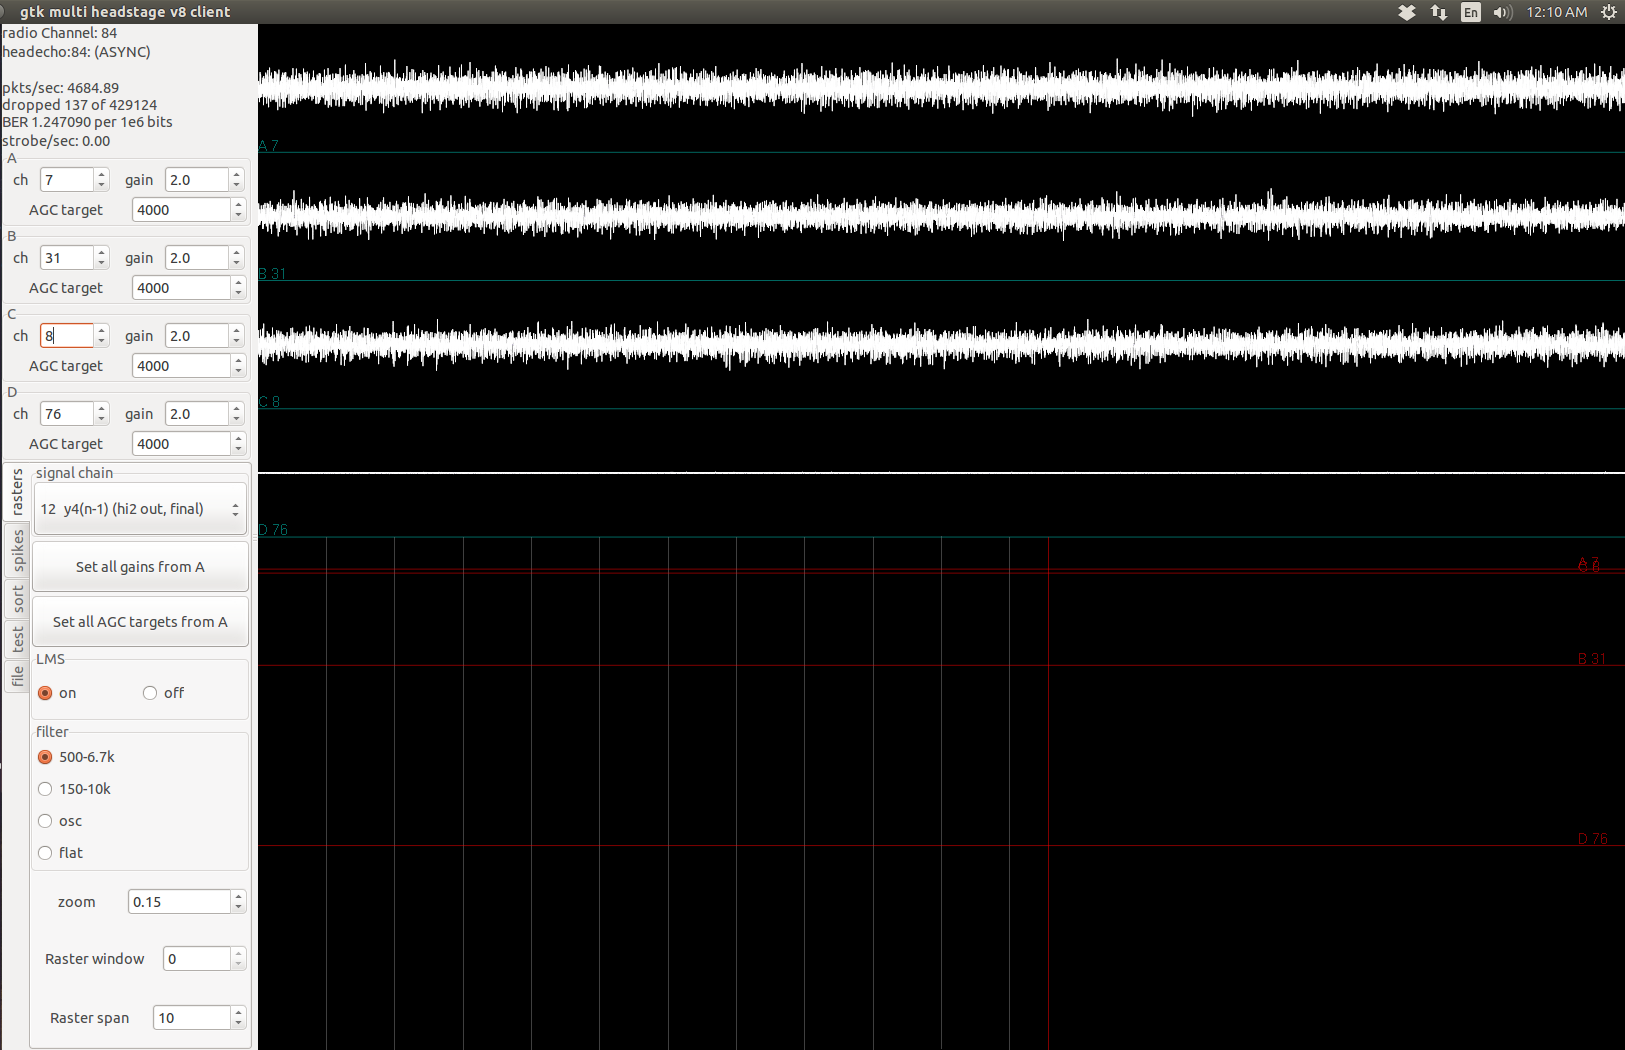 gtk multi headstage v8 client
En
12:10 AM
radio Channel: 84
headecho:84: (ASYNC)
pkts/sec: 4684.89
dropped 137 of 429124
BER 1.247090 per 1e6 bits
strobe/sec: 0.00
A
ch 7 gain 2.0
AGC target 4000
B
ch 31 gain 2.0
AGC target 4000
C
ch 8 gain 2.0
AGC target 4000
D
ch 76 gain 2.0
AGC target 4000
rasters
spikes
sort
test
file
signal chain
12 y4(n-1) (hi2 out, final)
Set all gains from A
Set all AGC targets from A
LMS
on off
filter
500-6.7k
150-10k
osc
flat
zoom 0.15
Raster window 0
Raster span 10
A 7
B 31
C 8
D 76
A 7
C 8
B 31
D 76